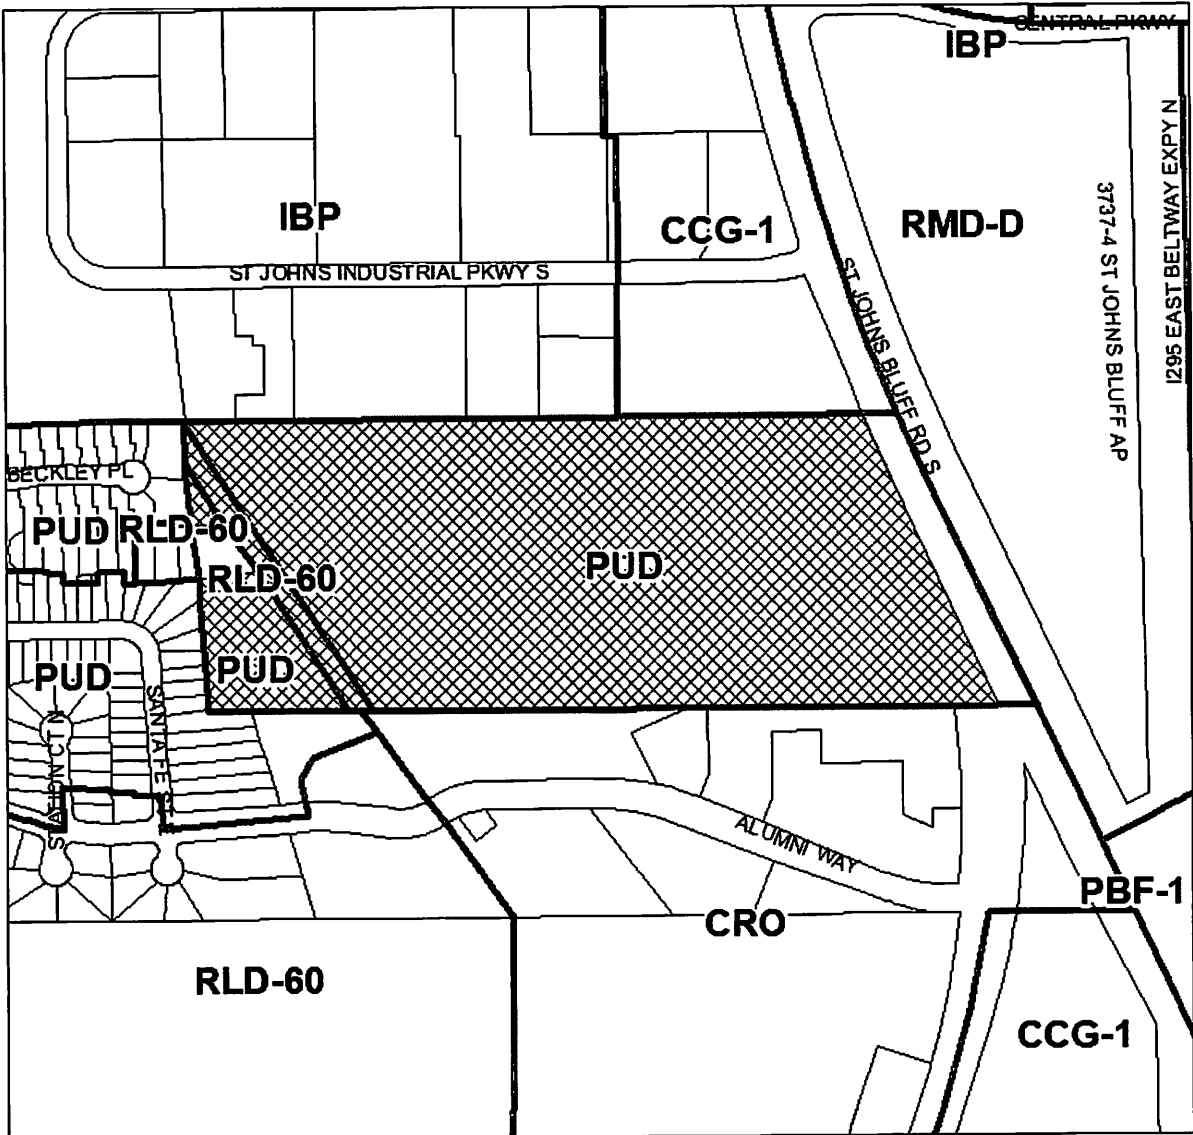 CENTRAL PKWY
IBP
I295 EAST BELTWAY EXPY N
3737-4 ST JOHNS BLUFF AP
IBP
CCG-1
RMD-D
ST JOHNS INDUSTRIAL PKWY S
ST JOHNS BLUFF RD S
BECKLEY PL
PUD
RLD-60
RLD-60
PUD
PUD
PUD
SANTA FE ST
STALLION CT N
ALUMNI WAY
PBF-1
CRO
RLD-60
CCG-1